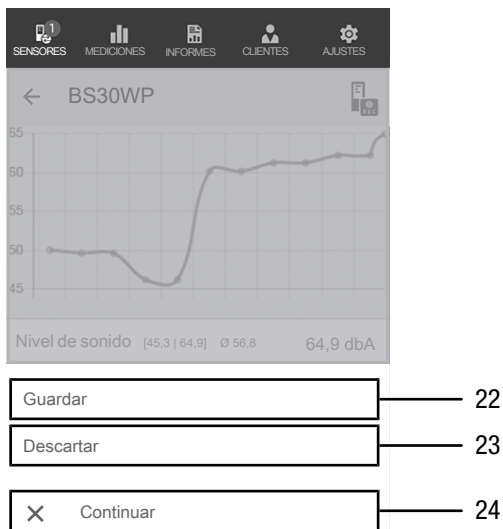 1
SENSORES MEDICIONES INFORMES CLIENTES AJUSTES
← BS30WP
REC
65
60
55
50
45
Nivel de sonido [45,3 | 64,9] Ø 56,8 64,9 dbA
Guardar 22
Descartar 23
✕ Continuar 24